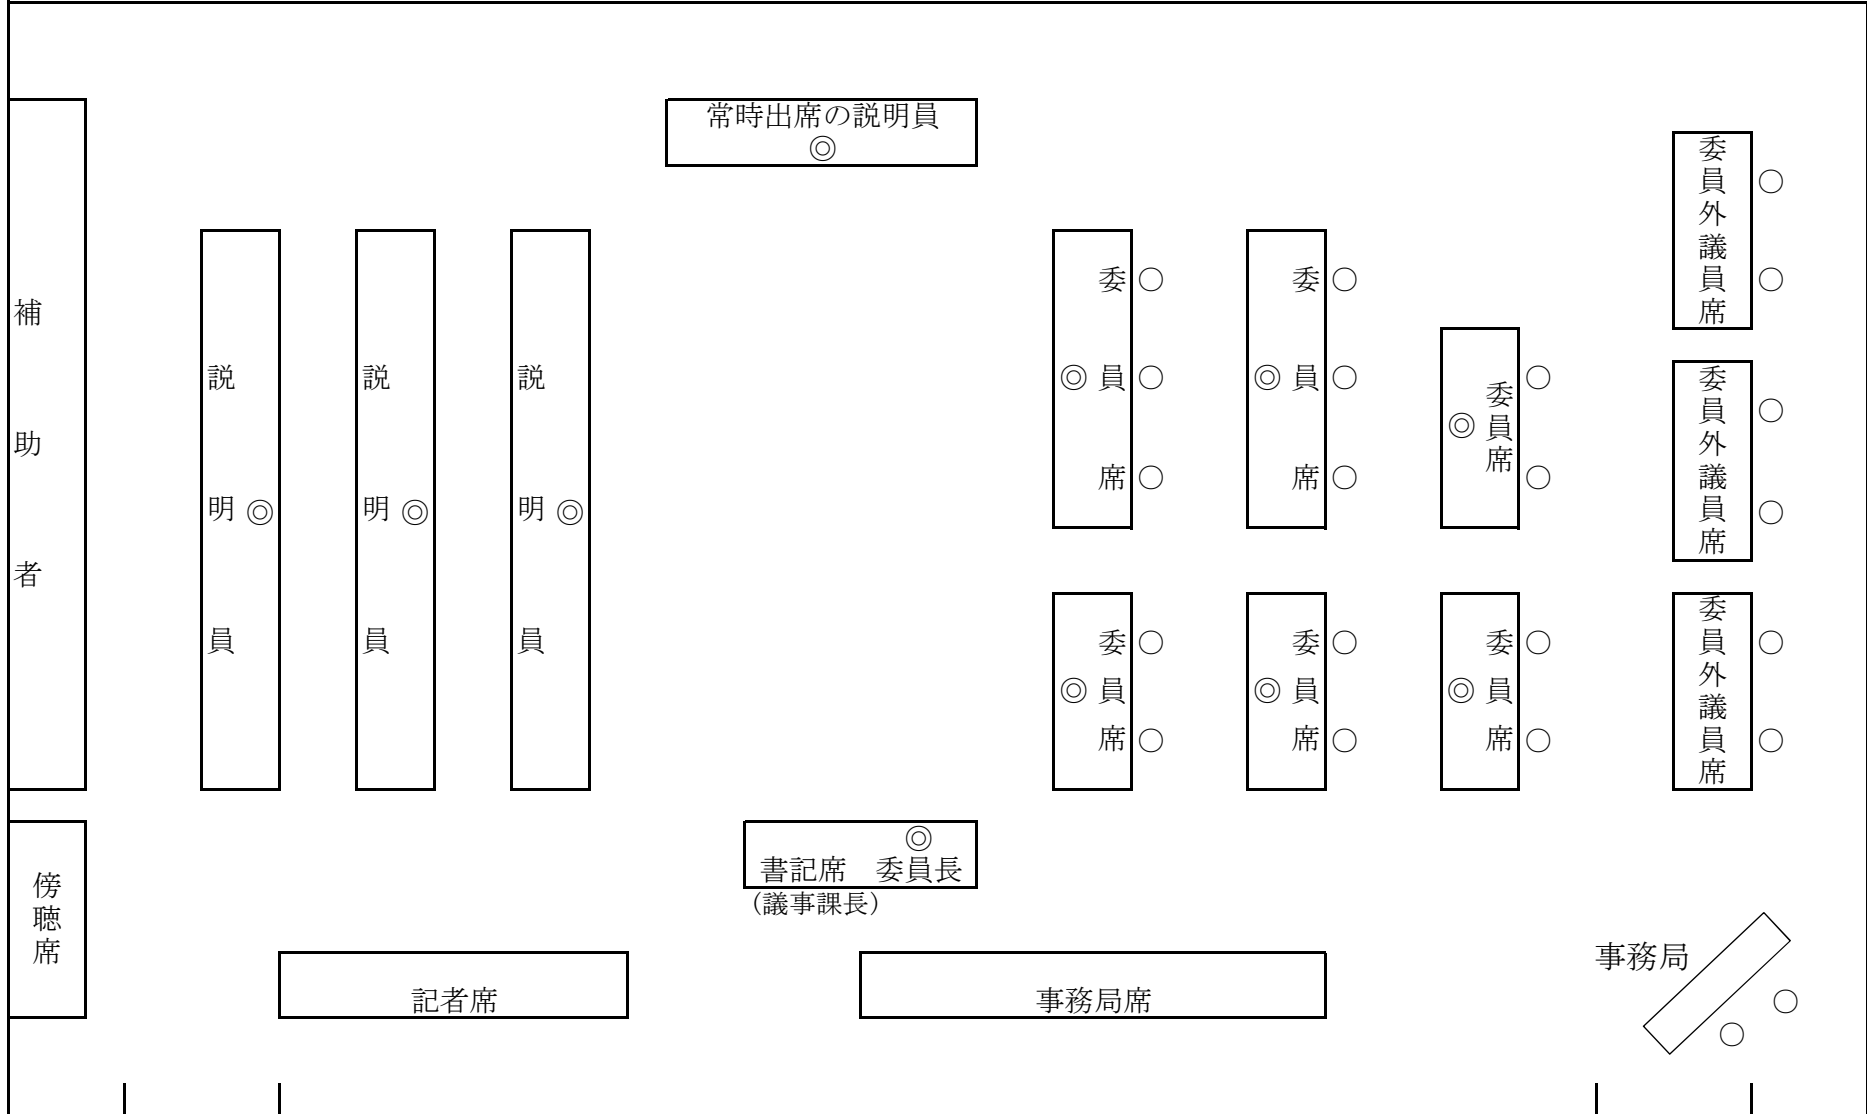 常時出席の説明員
◎
補助者
説明員
◎
説明員
◎
説明員
◎
委員席
◎
○
○
○
委員席
◎
○
○
○
委員席
◎
○
○
委員外議員席
○
○
委員外議員席
○
○
委員席
◎
○
○
委員席
◎
○
○
委員席
◎
○
○
委員外議員席
○
○
◎
書記席　委員長
(議事課長)
傍聴席
記者席
事務局席
事務局
○
○